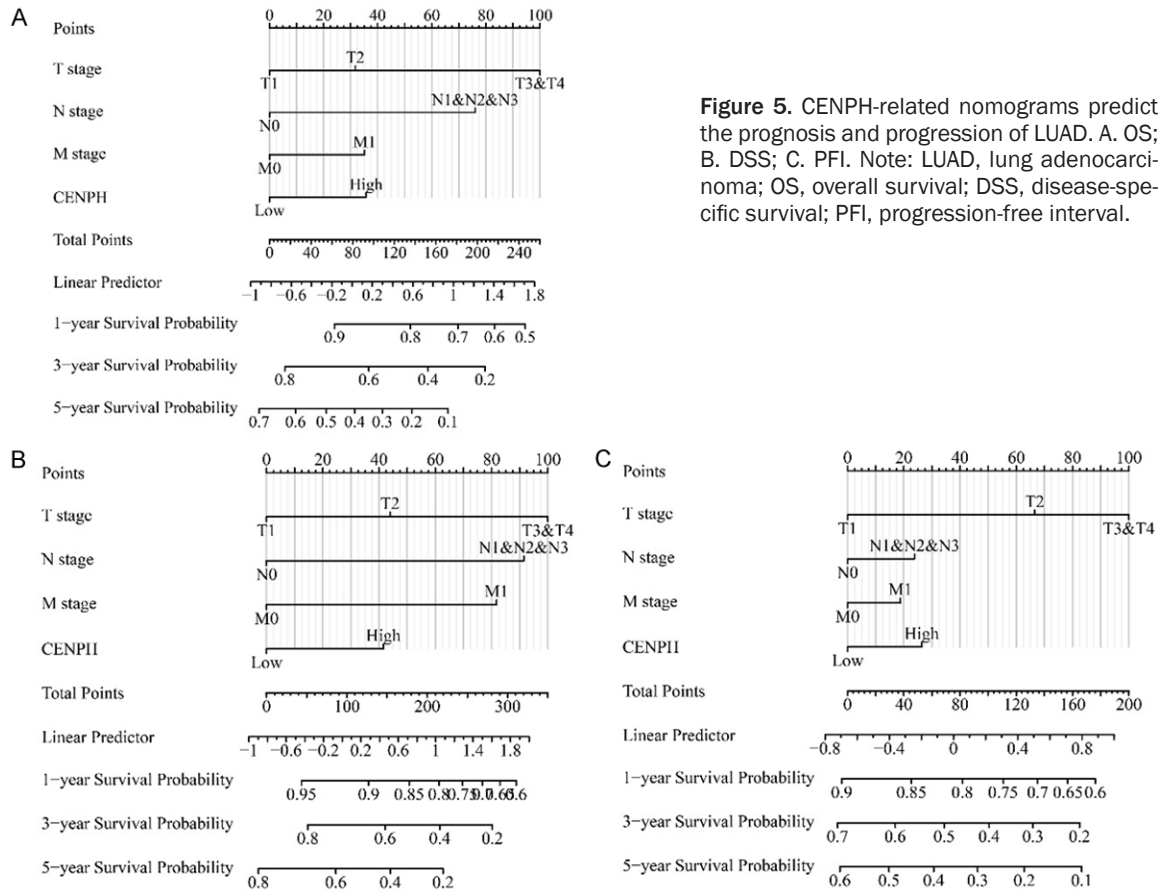 A
Points
0 20 40 60 80 100
T stage
T2
T1 T3&T4
N stage
N1&N2&N3
N0
M stage
M1
M0
CENPH
High
Low
Total Points
0 40 80 120 160 200 240
Linear Predictor
−1 −0.6 −0.2 0.2 0.6 1 1.4 1.8
1−year Survival Probability
0.9 0.8 0.7 0.6 0.5
3−year Survival Probability
0.8 0.6 0.4 0.2
5−year Survival Probability
0.7 0.6 0.5 0.4 0.3 0.2 0.1
Figure 5. CENPH-related nomograms predict
the prognosis and progression of LUAD. A. OS;
B. DSS; C. PFI. Note: LUAD, lung adenocarci-
noma; OS, overall survival; DSS, disease-spe-
cific survival; PFI, progression-free interval.
B
Points
0 20 40 60 80 100
T stage
T2
T1 T3&T4
N stage
N1&N2&N3
N0
M stage
M1
M0
CENPH
High
Low
Total Points
0 100 200 300
Linear Predictor
−1 −0.6 −0.2 0.2 0.6 1 1.4 1.8
1−year Survival Probability
0.95 0.9 0.85 0.8 0.75 0.7 0.65 0.6
3−year Survival Probability
0.8 0.6 0.4 0.2
5−year Survival Probability
0.8 0.6 0.4 0.2
C
Points
0 20 40 60 80 100
T stage
T2
T1 T3&T4
N stage
N1&N2&N3
N0
M stage
M1
M0
CENPH
High
Low
Total Points
0 40 80 120 160 200
Linear Predictor
−0.8 −0.4 0 0.4 0.8
1−year Survival Probability
0.9 0.85 0.8 0.75 0.7 0.65 0.6
3−year Survival Probability
0.7 0.6 0.5 0.4 0.3 0.2
5−year Survival Probability
0.6 0.5 0.4 0.3 0.2 0.1